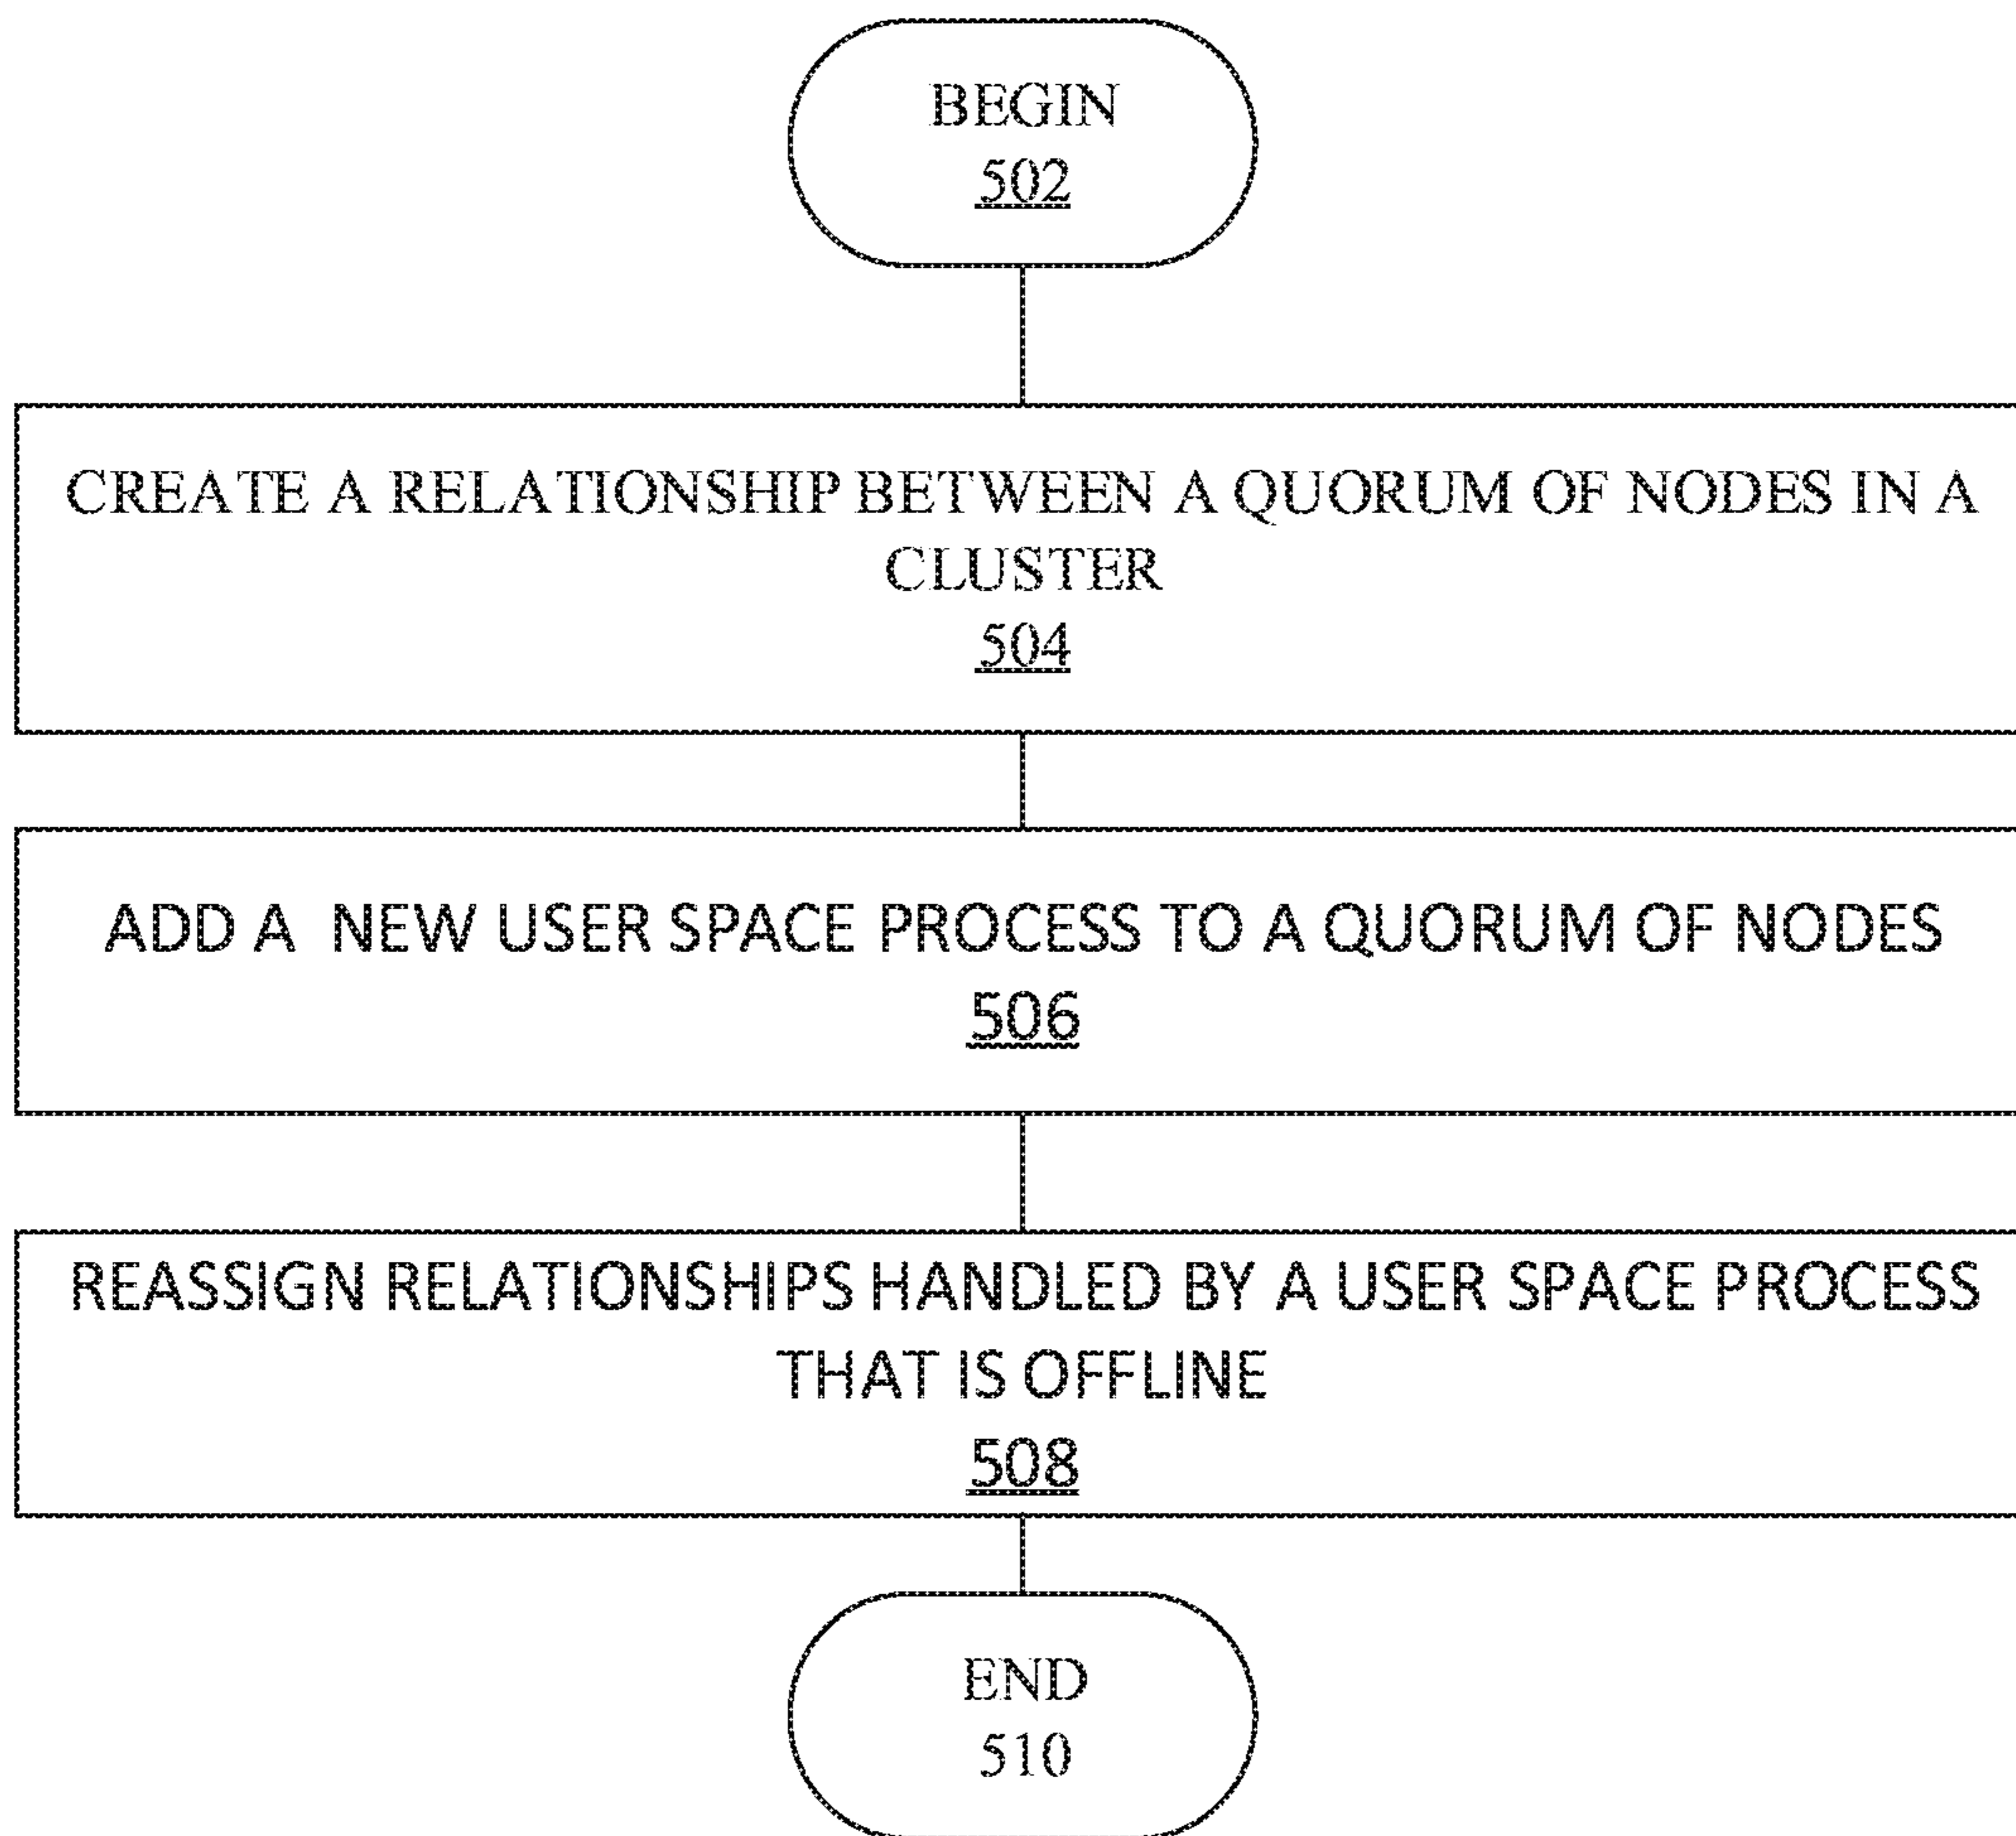 BEGIN
502
CREATE A RELATIONSHIP BETWEEN A QUORUM OF NODES IN A
CLUSTER
504
ADD A NEW USER SPACE PROCESS TO A QUORUM OF NODES
506
REASSIGN RELATIONSHIPS HANDLED BY A USER SPACE PROCESS
THAT IS OFFLINE
508
END
510